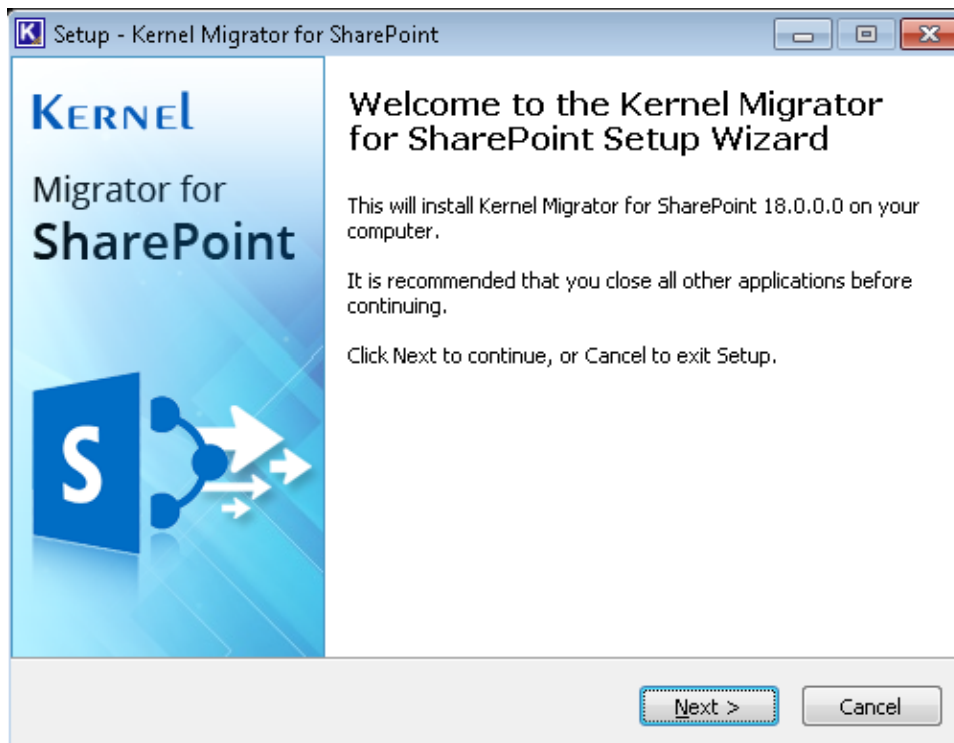 Setup - Kernel Migrator for SharePoint
KERNEL
Migrator for
SharePoint
S
Welcome to the Kernel Migrator
for SharePoint Setup Wizard
This will install Kernel Migrator for SharePoint 18.0.0.0 on your
computer.
It is recommended that you close all other applications before
continuing.
Click Next to continue, or Cancel to exit Setup.
Next >
Cancel